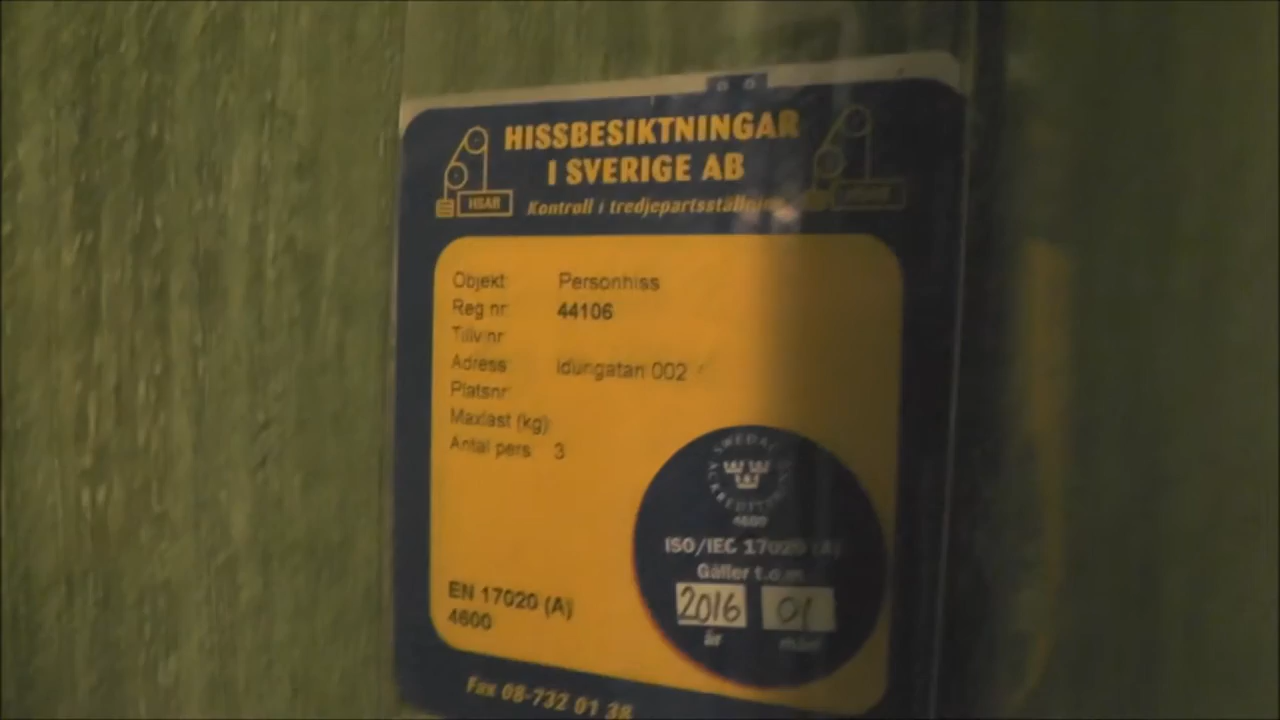 HISSBESIKTNINGAR
I SVERIGE AB
HSAB
Kontroll i tredjepartsställning
Objekt: Personhiss
Reg nr: 44106
Tillv nr:
Adress: Idungatan 002
Platsnr:
Maxlast (kg):
Antal pers: 3
SWEDAC
ACKREDITERING
4600
ISO/IEC 17020 (A)
Gäller t.o.m
2016 01
år månad
EN 17020 (A)
4600
Fax 08-732 01 38